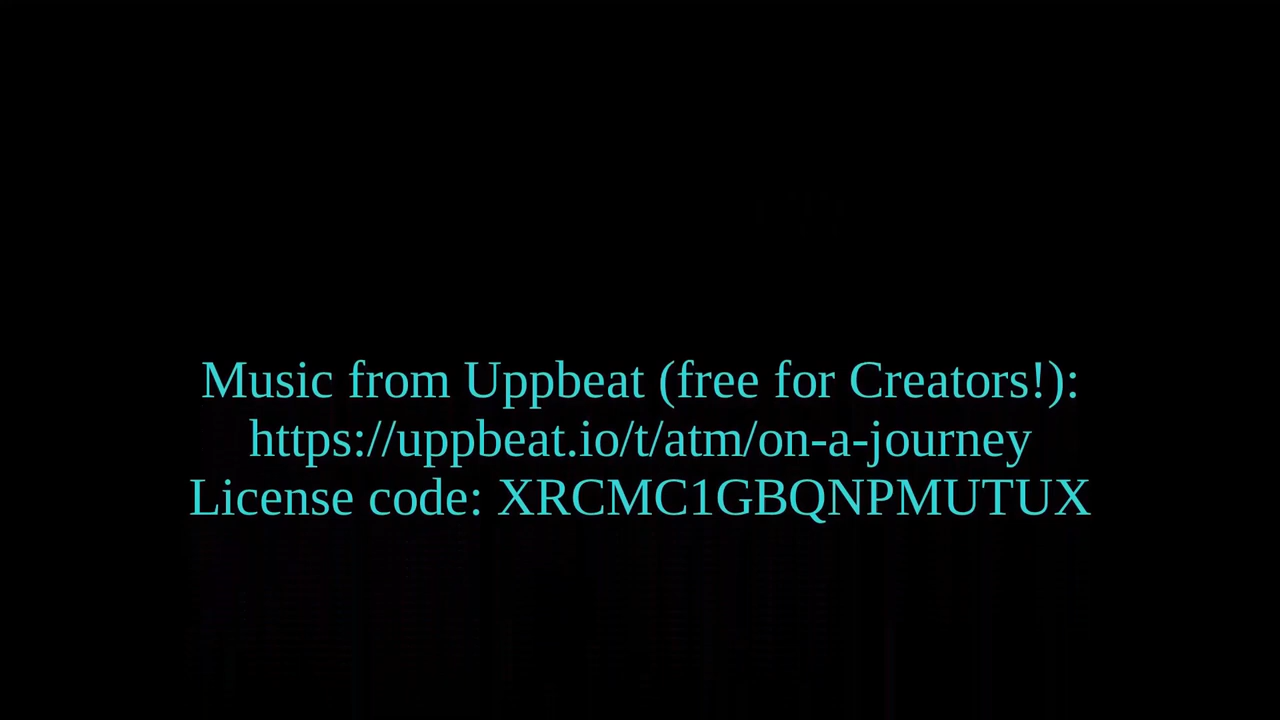 Music from Uppbeat (free for Creators!):
https://uppbeat.io/t/atm/on-a-journey
License code: XRCMC1GBQNPMUTUX